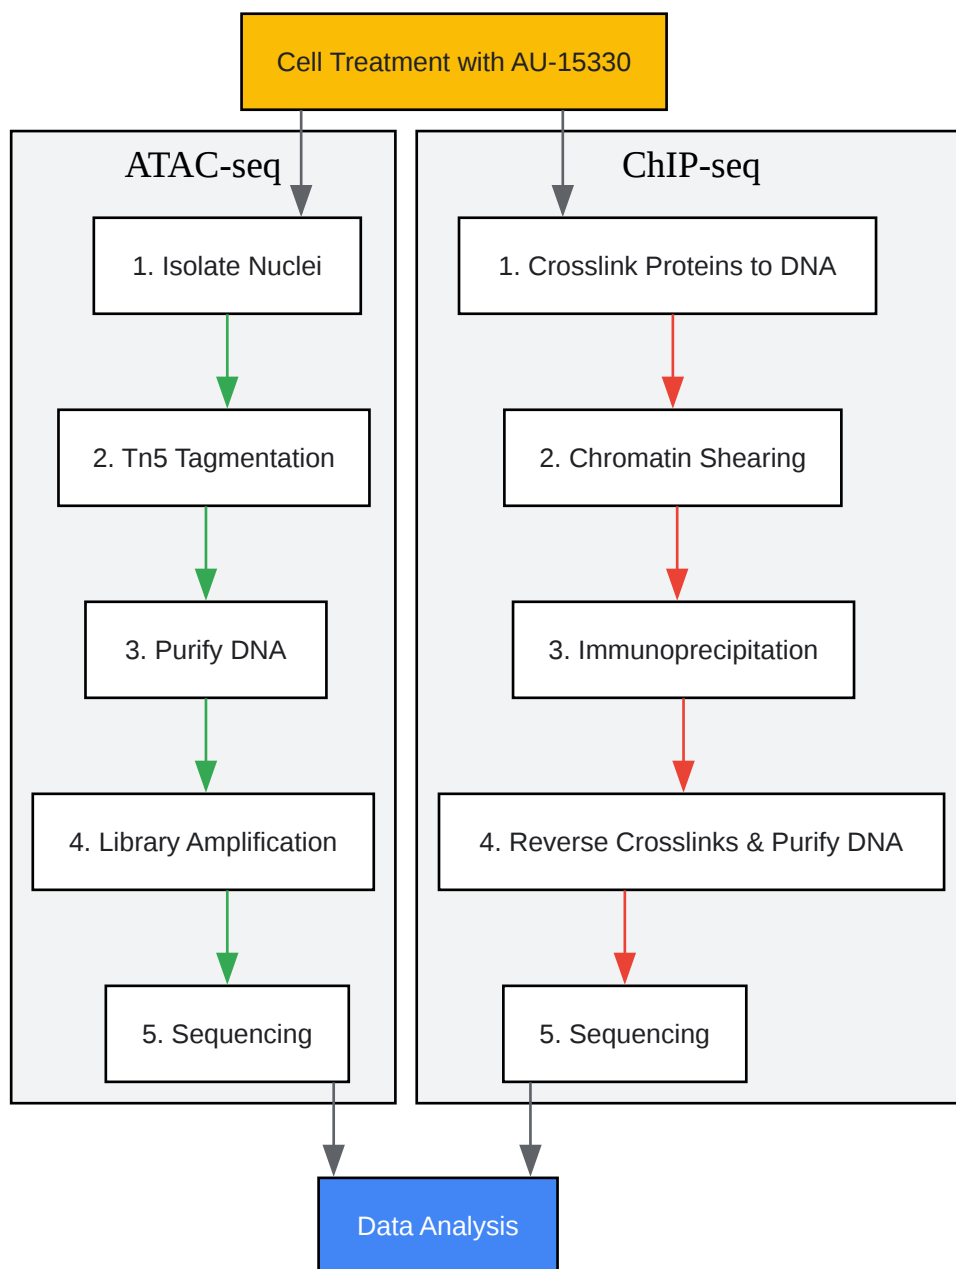 Cell Treatment with AU-15330
ATAC-seq
1. Isolate Nuclei
2. Tn5 Tagmentation
3. Purify DNA
4. Library Amplification
5. Sequencing
ChIP-seq
1. Crosslink Proteins to DNA
2. Chromatin Shearing
3. Immunoprecipitation
4. Reverse Crosslinks & Purify DNA
5. Sequencing
Data Analysis